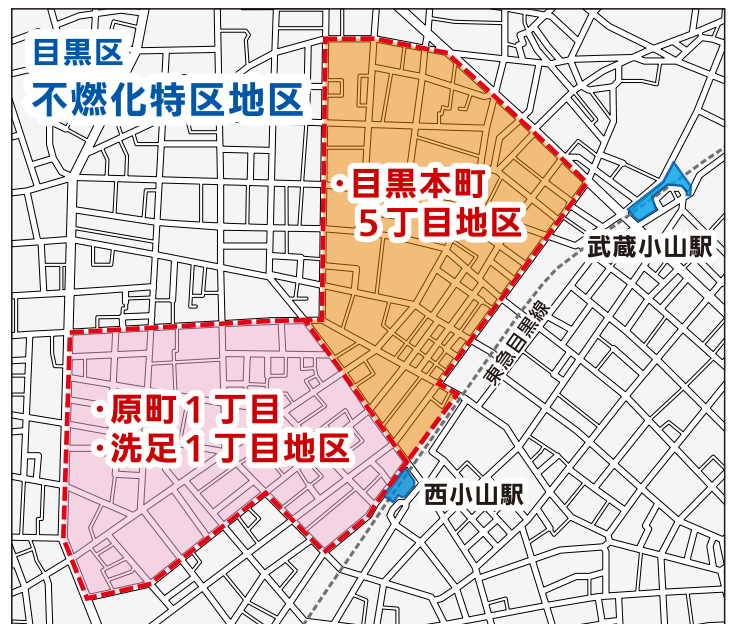 目黒区
不燃化特区地区
・目黒本町
5丁目地区
武蔵小山駅
東急目黒線
・原町1丁目
・洗足1丁目地区
西小山駅